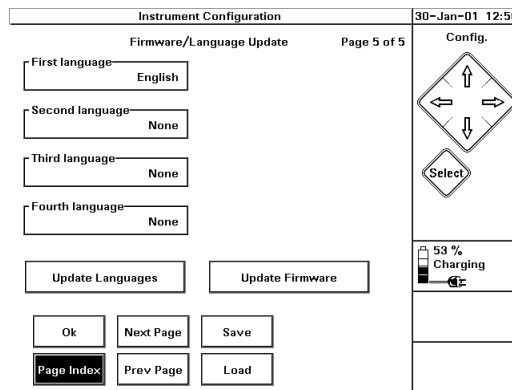 Instrument Configuration
30-Jan-01 12:5
Firmware/Language Update
Page 5 of 5
Config.
First language
English
Second language
None
Third language
None
Fourth language
None
Select
53 %
Charging
Update Languages
Update Firmware
Ok
Next Page
Save
Page Index
Prev Page
Load